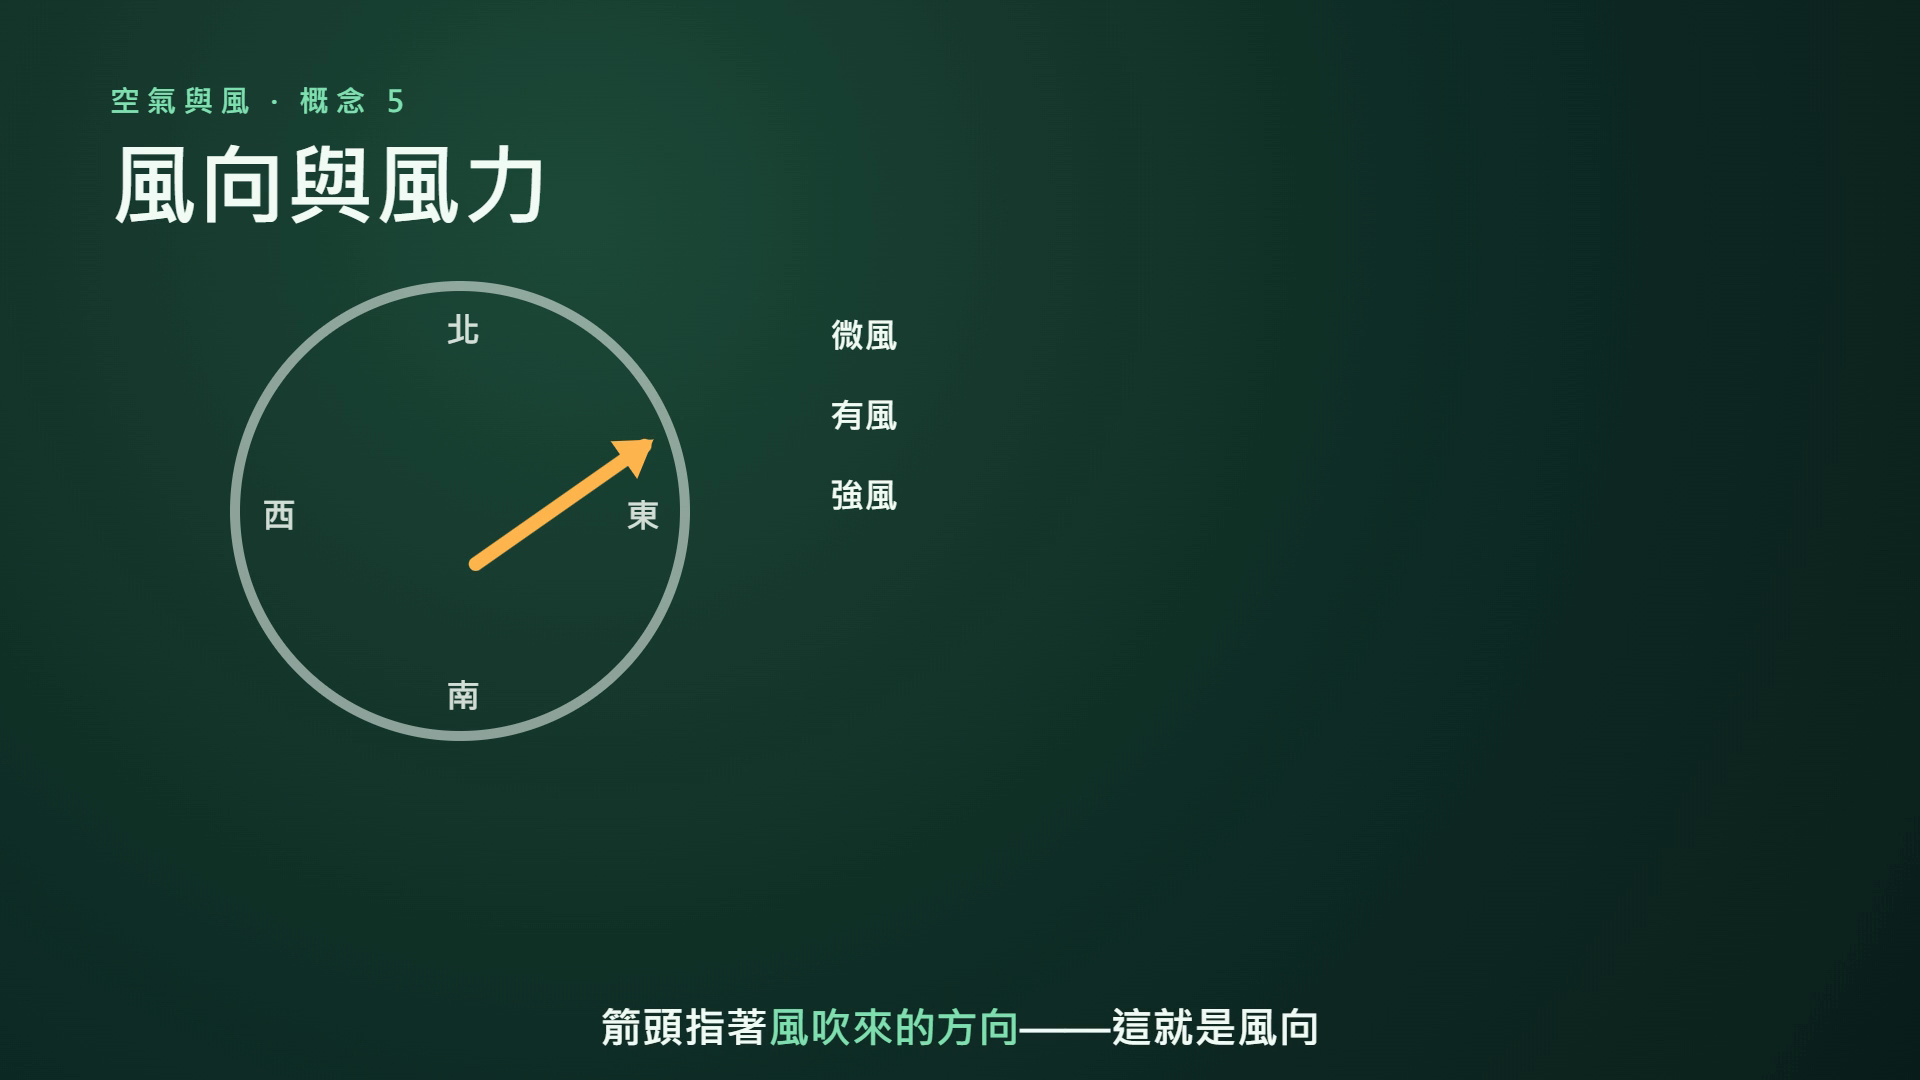 空氣與風 · 概念 5
風向與風力
北
西
東
南
微風
有風
強風
箭頭指著風吹來的方向——這就是風向